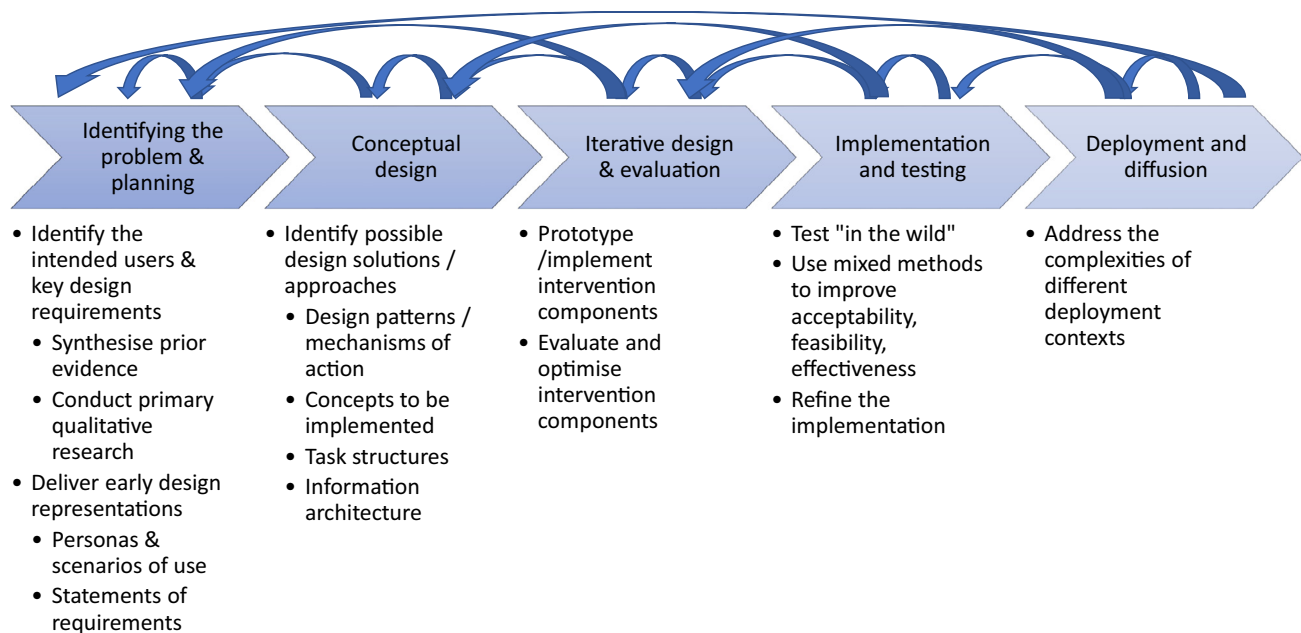 Identifying the
problem &
planning
Conceptual
design
Iterative design
& evaluation
Implementation
and testing
Deployment and
diffusion
• Identify the
intended users &
key design
requirements
• Synthesise prior
evidence
• Conduct primary
qualitative
research
• Deliver early design
representations
• Personas &
scenarios of use
• Statements of
requirements
• Identify possible
design solutions /
approaches
• Design patterns /
mechanisms of
action
• Concepts to be
implemented
• Task structures
• Information
architecture
• Prototype
/implement
intervention
components
• Evaluate and
optimise
intervention
components
• Test "in the wild"
• Use mixed methods
to improve
acceptability,
feasibility,
effectiveness
• Refine the
implementation
• Address the
complexities of
different
deployment
contexts